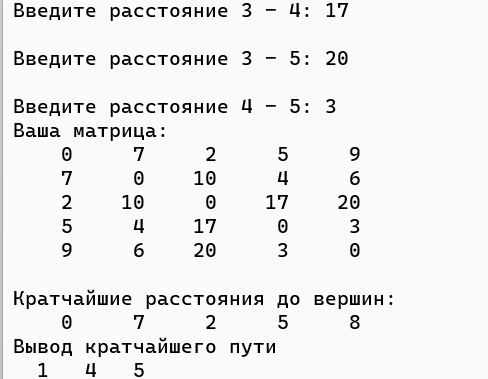 Введите расстояние 3 – 4: 17
Введите расстояние 3 – 5: 20
Введите расстояние 4 – 5: 3
Ваша матрица:
0 7 2 5 9
7 0 10 4 6
2 10 0 17 20
5 4 17 0 3
9 6 20 3 0
Кратчайшие расстояния до вершин:
0 7 2 5 8
Вывод кратчайшего пути
1 4 5